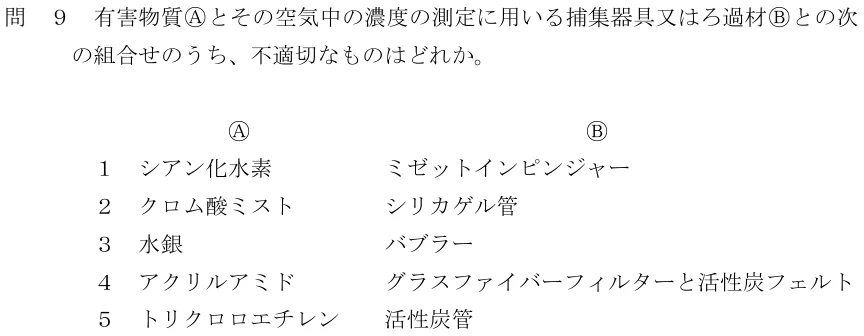 問　９　有害物質Ⓐとその空気中の濃度の測定に用いる捕集器具又はろ過材Ⓑとの次
の組合せのうち、不適切なものはどれか。
Ⓐ　Ⓑ
１　シアン化水素　ミゼットインピンジャー
２　クロム酸ミスト　シリカゲル管
３　水銀　バブラー
４　アクリルアミド　グラスファイバーフィルターと活性炭フェルト
５　トリクロロエチレン　活性炭管